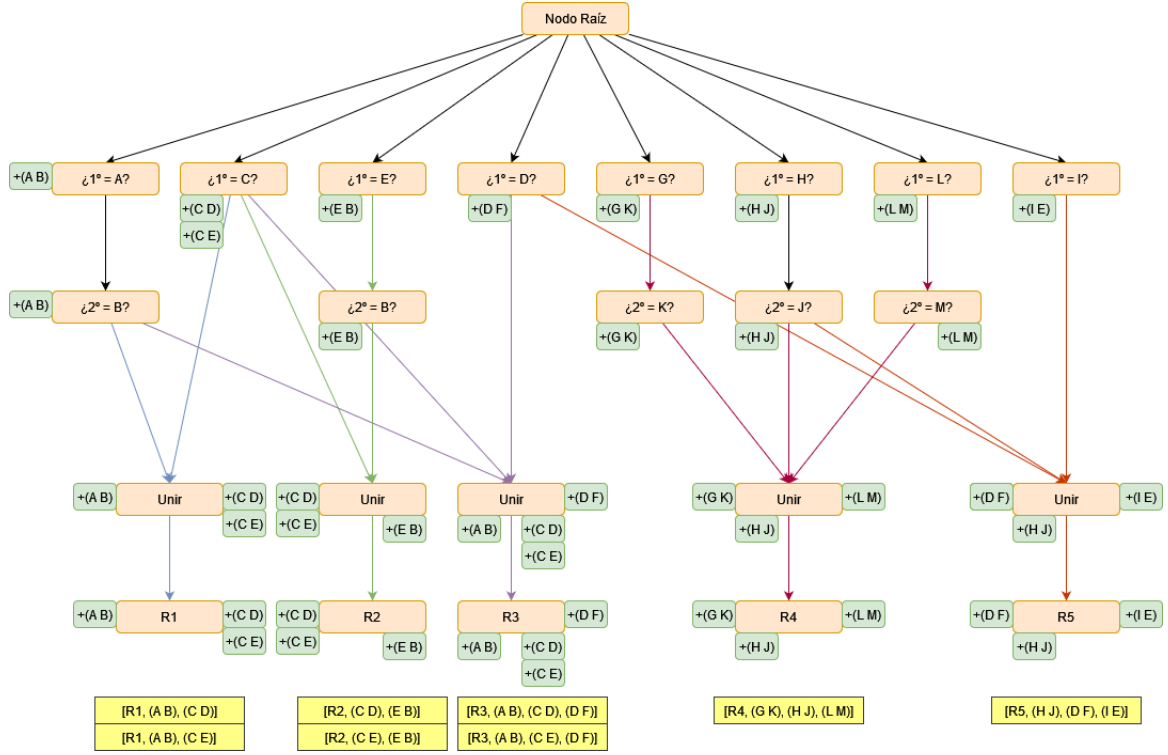 Nodo Raíz
+(A B)
¿1º = A?
¿1º = C?
¿1º = E?
¿1º = D?
¿1º = G?
¿1º = H?
¿1º = L?
¿1º = I?
+(C D)
+(C E)
+(E B)
+(D F)
+(G K)
+(H J)
+(L M)
+(I E)
+(A B)
¿2º = B?
¿2º = B?
¿2º = K?
¿2º = J?
¿2º = M?
+(E B)
+(G K)
+(H J)
+(L M)
+(A B)
Unir
+(C D)
+(C E)
+(C D)
+(C E)
Unir
+(E B)
Unir
+(D F)
+(A B)
+(C D)
+(C E)
+(G K)
Unir
+(L M)
+(H J)
+(D F)
Unir
+(I E)
+(H J)
+(A B)
R1
+(C D)
+(C E)
+(C D)
+(C E)
R2
+(E B)
R3
+(D F)
+(A B)
+(C D)
+(C E)
+(G K)
R4
+(L M)
+(H J)
+(D F)
R5
+(I E)
+(H J)
[R1, (A B), (C D)]
[R1, (A B), (C E)]
[R2, (C D), (E B)]
[R2, (C E), (E B)]
[R3, (A B), (C D), (D F)]
[R3, (A B), (C E), (D F)]
[R4, (G K), (H J), (L M)]
[R5, (H J), (D F), (I E)]